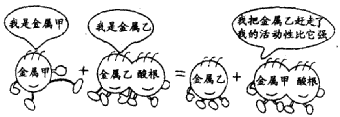 我是金属甲
我是金属乙
我把金属乙赶走了
我的活动性比它强
金属甲 + 金属乙 酸根 = 金属乙 + 金属甲 酸根